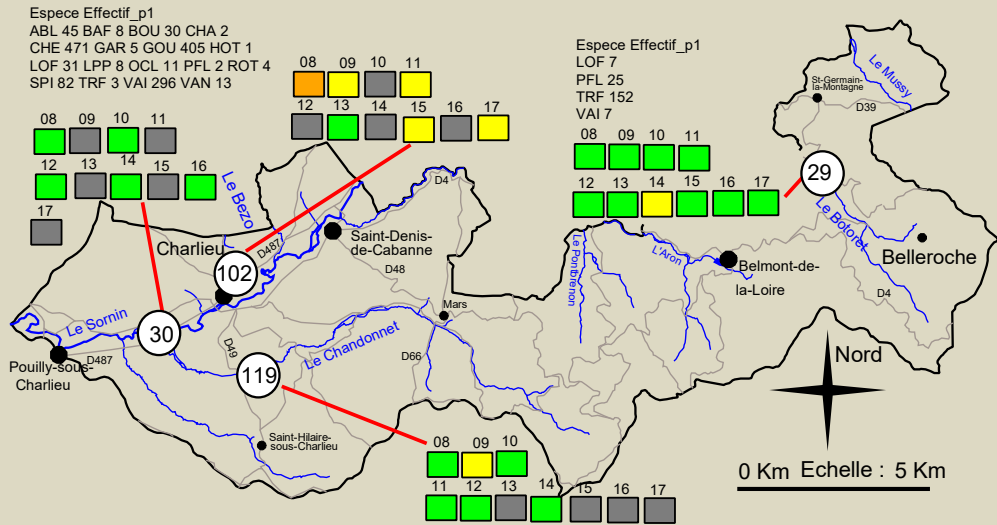 Espece Effectif_p1
ABL 45 BAF 8 BOU 30 CHA 2
CHE 471 GAR 5 GOU 405 HOT 1
LOF 31 LPP 8 OCL 11 PFL 2 ROT 4
SPI 82 TRF 3 VAI 296 VAN 13
08 09 10 11
12 13 14 15 16
17
08 09 10 11
12 13 14 15 16 17
Espece Effectif_p1
LOF 7
PFL 25
TRF 152
VAI 7
08 09 10 11
12 13 14 15 16 17
St-Germain-
la-Montagne
Le Mussy
D39
29
Le Botoret
Belleroche
D4
Le Bezo
D487
Charlieu
102
D4
Saint-Denis-
de-Cabanne
D48
Le Pontbrenon
L'Aron
Belmont-de-
la-Loire
Mars
Le Sornin
30
D49
Le Chandonnet
D66
D487
Pouilly-sous-
Charlieu
119
Saint-Hilaire-
sous-Charlieu
Nord
08 09 10
11 12 13 14 15 16 17
0 Km Echelle : 5 Km